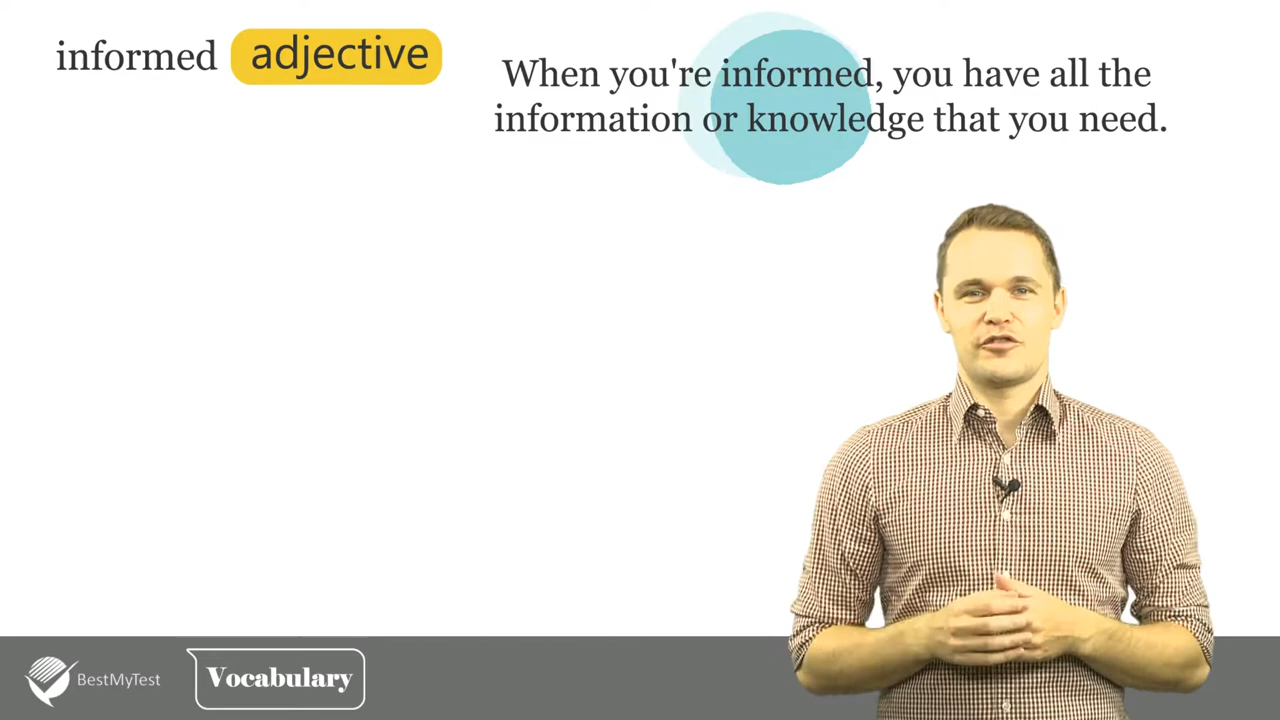 informed adjective
When you're informed, you have all the
information or knowledge that you need.
BestMyTest
Vocabulary